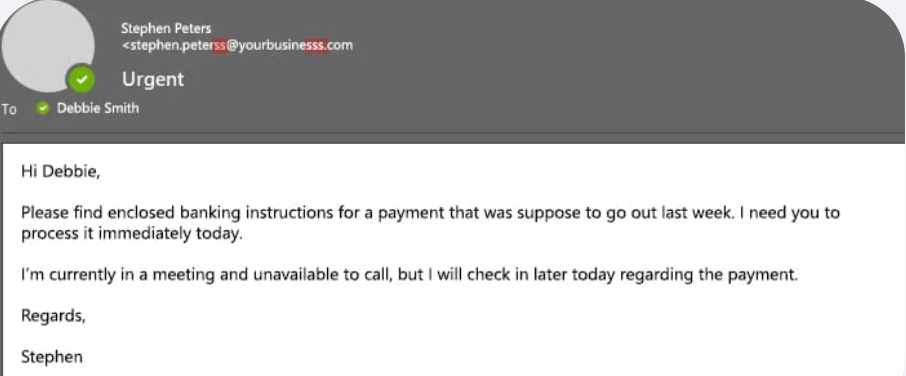 Stephen Peters
<stephen.peterss@yourbusinesss.com
Urgent
To Debbie Smith
Hi Debbie,
Please find enclosed banking instructions for a payment that was suppose to go out last week. I need you to
process it immediately today.
I'm currently in a meeting and unavailable to call, but I will check in later today regarding the payment.
Regards,
Stephen